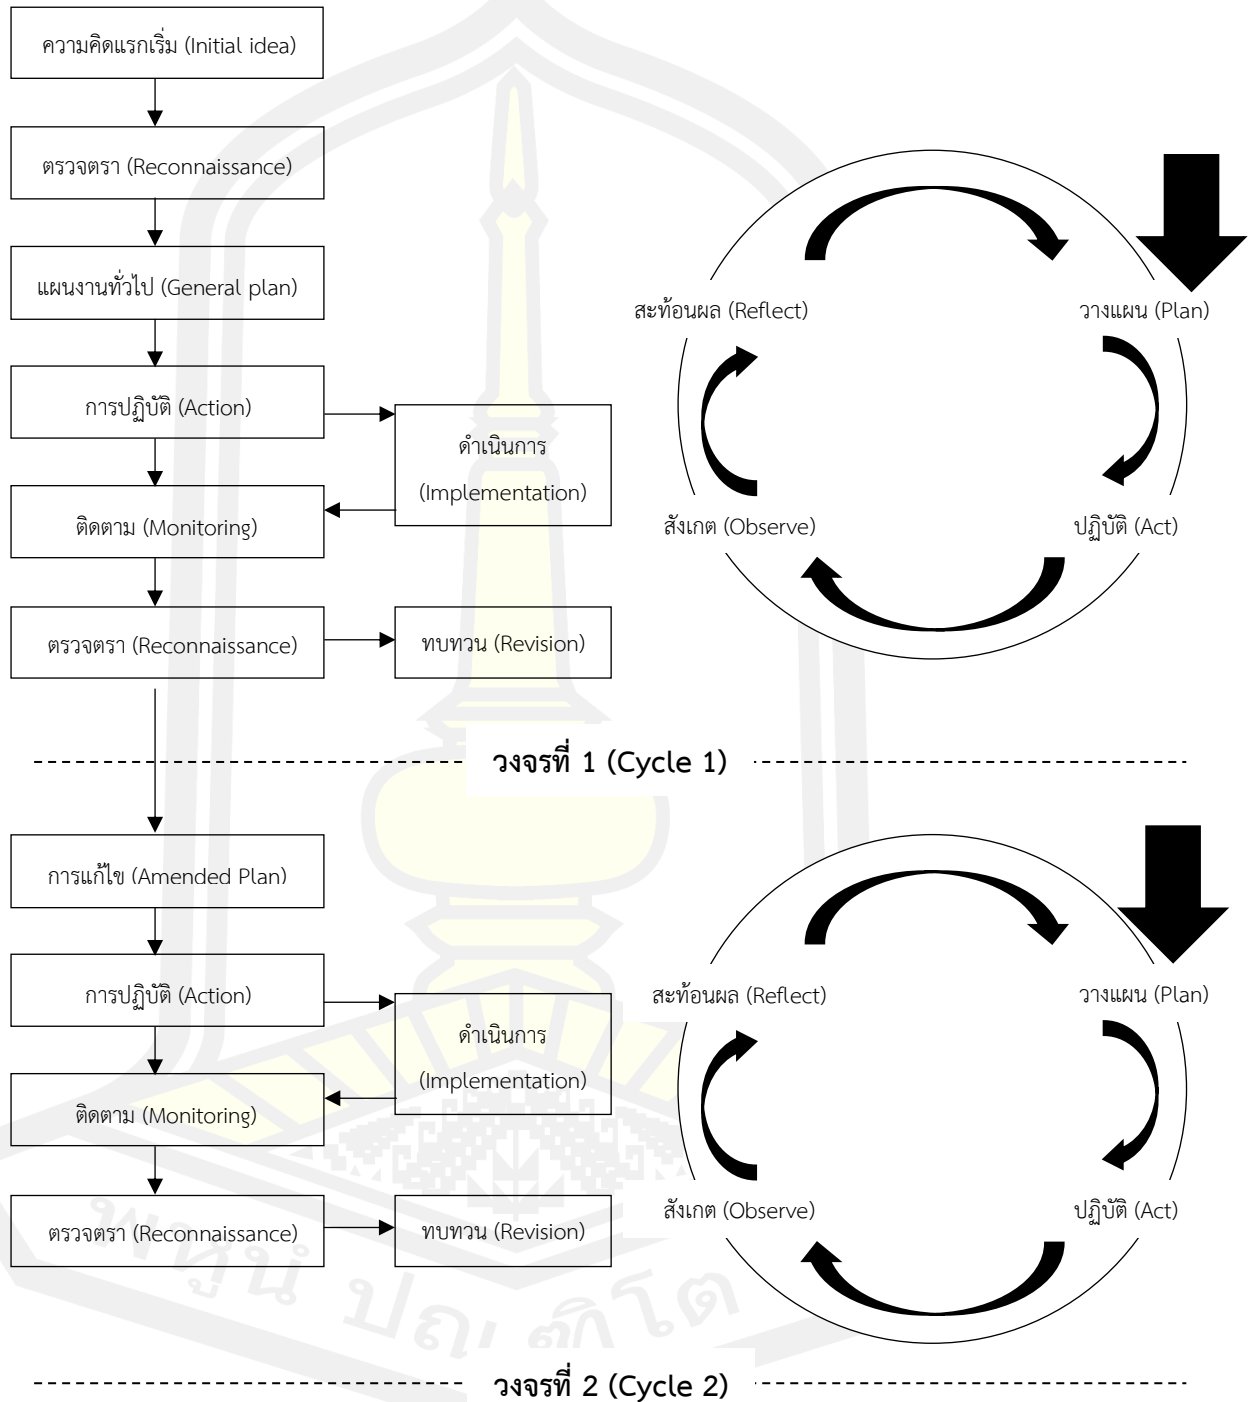 ความคิดแรกเริ่ม (Initial idea)
ตรวจตรา (Reconnaissance)
แผนงานทั่วไป (General plan)
การปฏิบัติ (Action)
ดำเนินการ
(Implementation)
ติดตาม (Monitoring)
ตรวจตรา (Reconnaissance)
ทบทวน (Revision)
สะท้อนผล (Reflect)
วางแผน (Plan)
สังเกต (Observe)
ปฏิบัติ (Act)
วงจรที่ 1 (Cycle 1)
การแก้ไข (Amended Plan)
การปฏิบัติ (Action)
ดำเนินการ
(Implementation)
ติดตาม (Monitoring)
ตรวจตรา (Reconnaissance)
ทบทวน (Revision)
สะท้อนผล (Reflect)
วางแผน (Plan)
สังเกต (Observe)
ปฏิบัติ (Act)
พหูนํ ปณฺฑิโต
วงจรที่ 2 (Cycle 2)